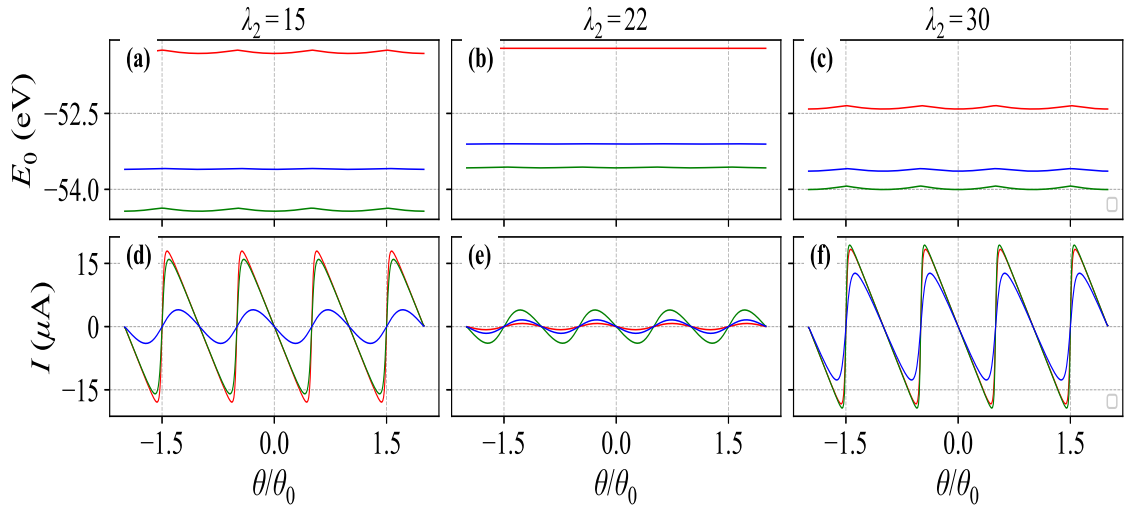 λ₂ = 15 λ₂ = 22 λ₂ = 30
(a) (b) (c)
E₀ (eV)
−52.5
−54.0
(d) (e) (f)
I (μA)
15
0
−15
−1.5 0.0 1.5 −1.5 0.0 1.5 −1.5 0.0 1.5
θ/θ₀ θ/θ₀ θ/θ₀